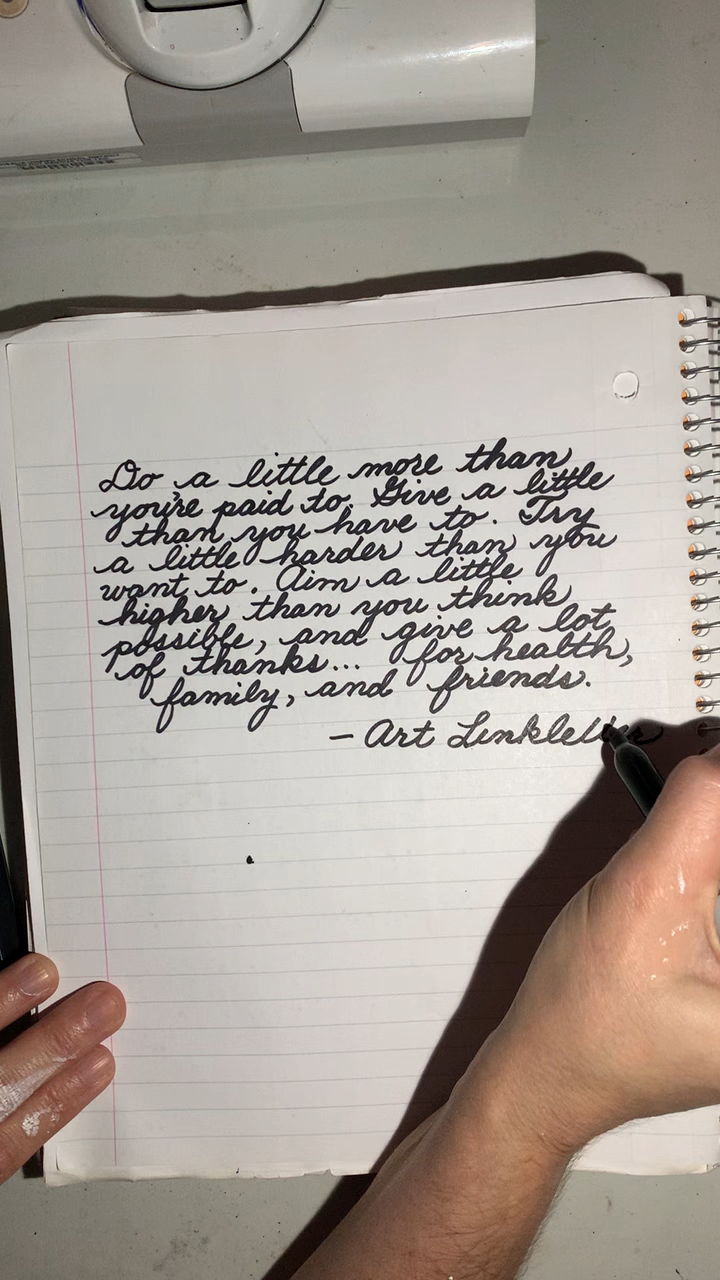 Do a little more than
you're paid to. Give a little
than you have to. Try
a little harder than you
want to. Aim a little
higher than you think
possible, and give a lot
of thanks... for health,
family, and friends.
- Art Linkletter